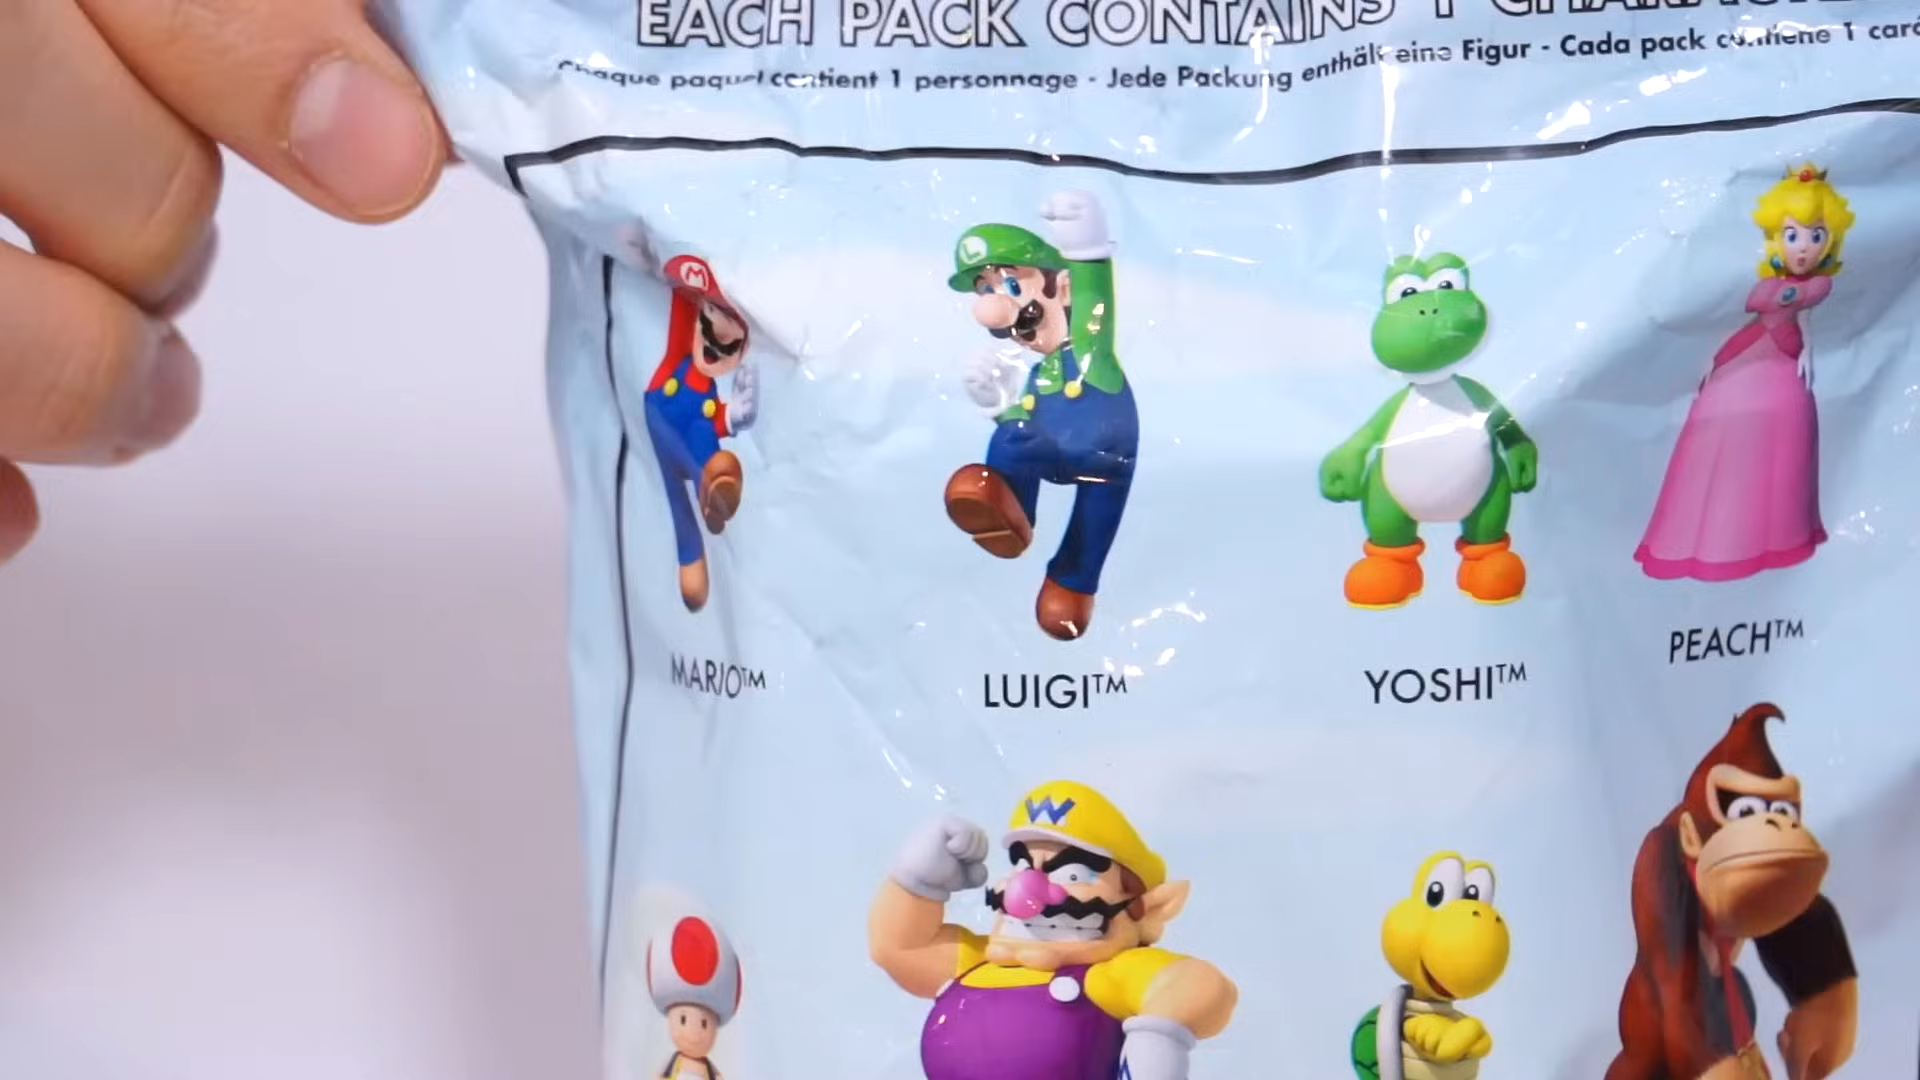 EACH PACK CONTAINS 1
Chaque paquet contient 1 personnage - Jede Packung enthält eine Figur - Cada pack contiene 1
M
L
MARIO™
LUIGI™
YOSHI™
PEACH™
W